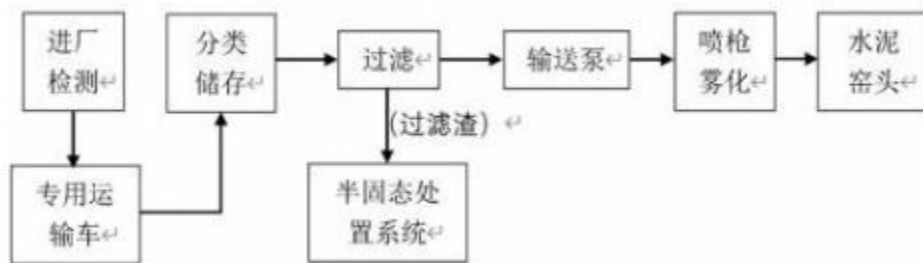 进厂
检测↵
专用运
输车↵
分类
储存↵
过滤↵
(过滤渣) ↵
半固态处
置系统↵
输送泵↵
喷枪
雾化↵
水泥
窑头↵